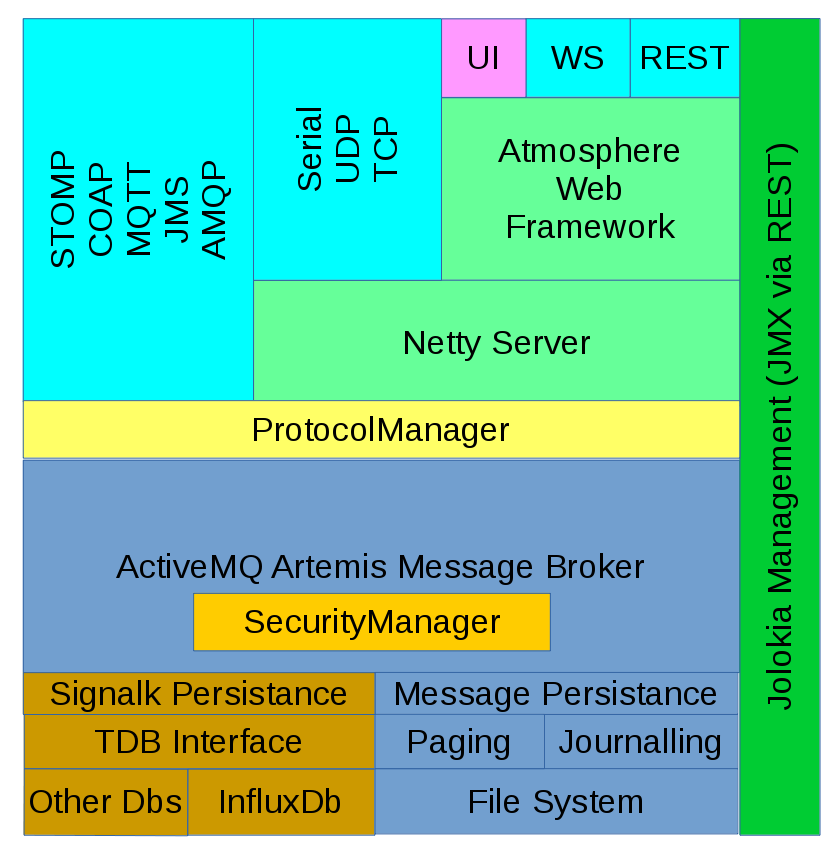 STOMP
COAP
MQTT
JMS
AMQP
Serial
UDP
TCP
UI
WS
REST
Atmosphere
Web
Framework
Netty Server
ProtocolManager
ActiveMQ Artemis Message Broker
SecurityManager
Signalk Persistance
Message Persistance
TDB Interface
Paging
Journalling
Other Dbs
InfluxDb
File System
Jolokia Management (JMX via REST)